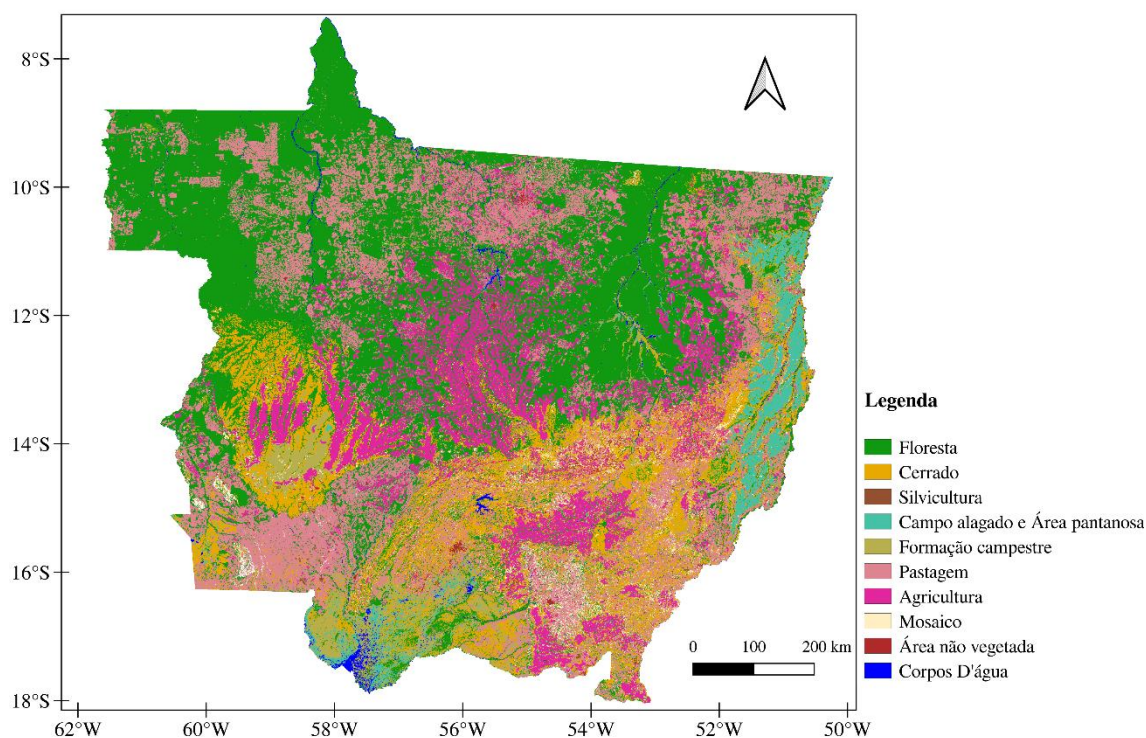 8°S
10°S
12°S
14°S
16°S
18°S
62°W
60°W
58°W
56°W
54°W
52°W
50°W
0 100 200 km
Legenda
Floresta
Cerrado
Silvicultura
Campo alagado e Área pantanosa
Formação campestre
Pastagem
Agricultura
Mosaico
Área não vegetada
Corpos D'água